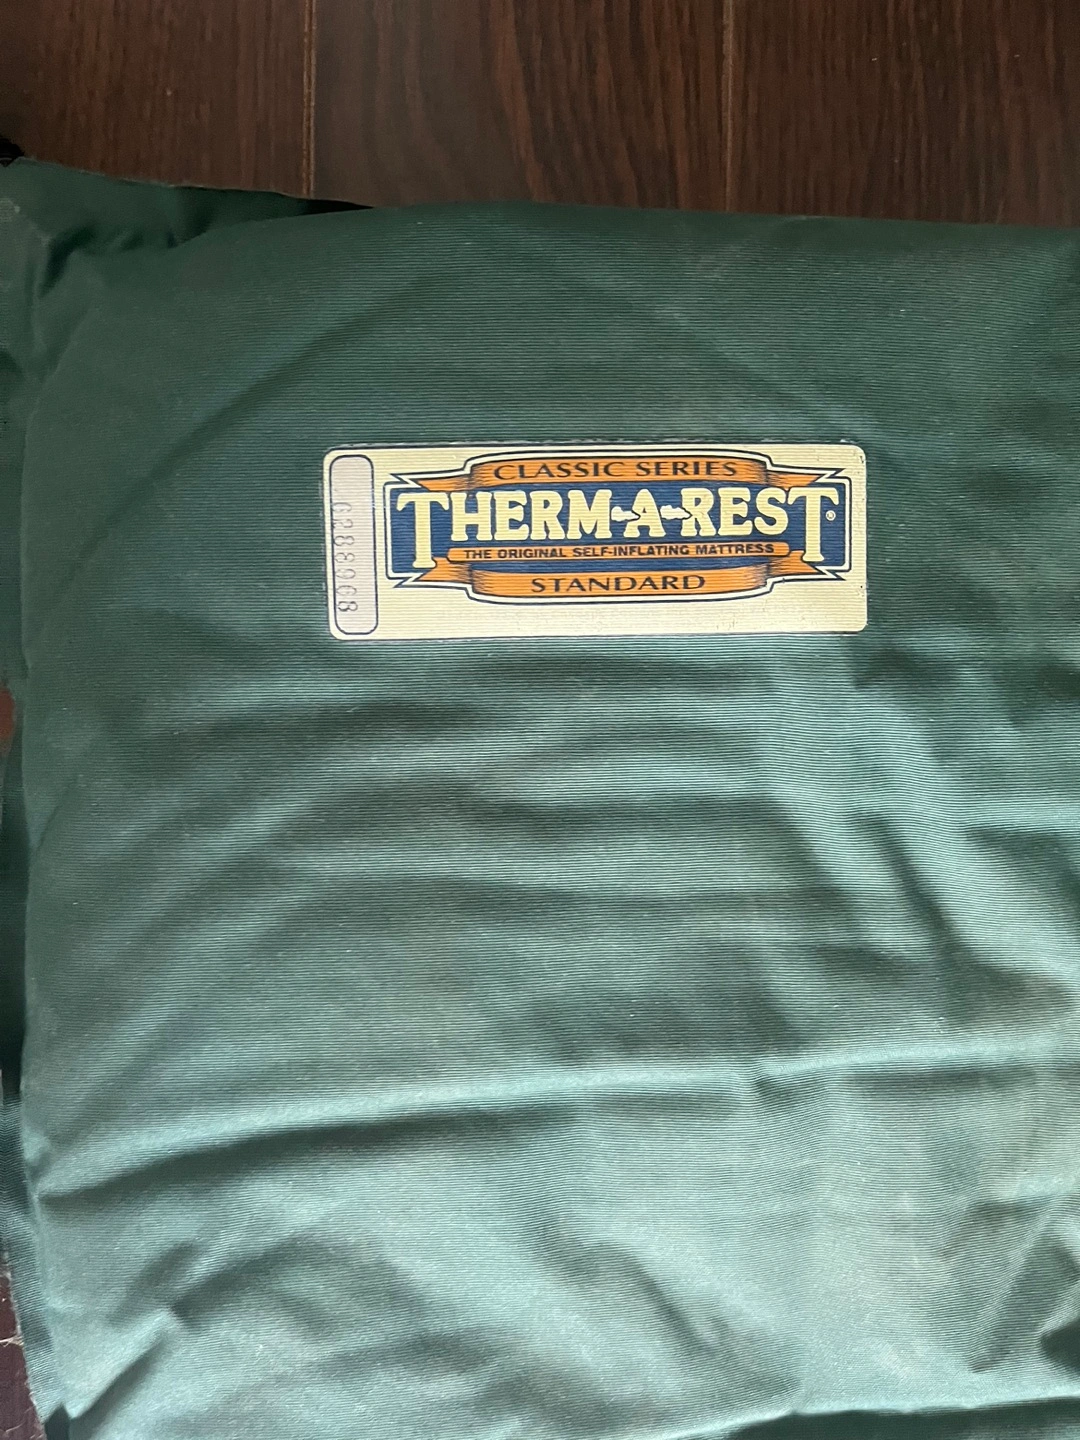 CLASSIC SERIES
THERM-A-REST®
THE ORIGINAL SELF-INFLATING MATTRESS
STANDARD